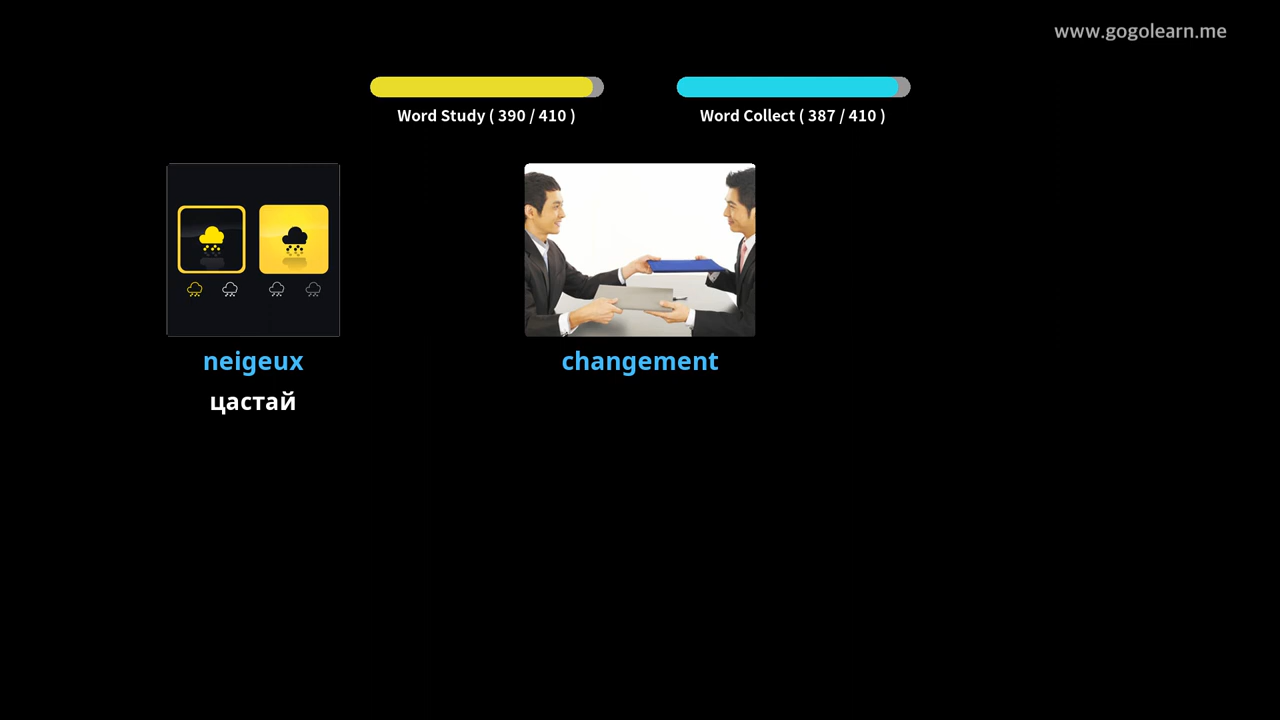 www.gogolearn.me
Word Study ( 390 / 410 )
Word Collect ( 387 / 410 )
neigeux
changement
цастай